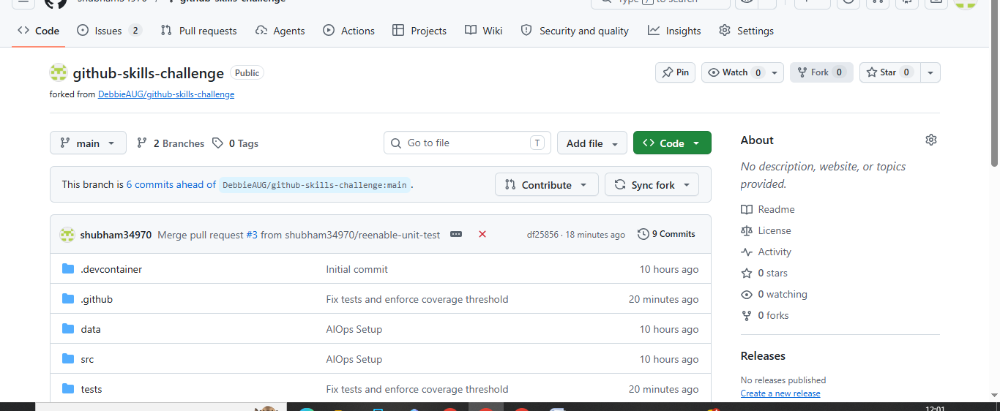 github-skills-challenge
Type / to search
Code Issues 2 Pull requests Agents Actions Projects Wiki Security and quality Insights Settings
github-skills-challenge Public Pin Watch 0 Fork 0 Star 0
forked from DebbieAUG/github-skills-challenge
main 2 Branches 0 Tags Go to file T Add file Code
This branch is 6 commits ahead of DebbieAUG/github-skills-challenge:main . Contribute Sync fork
shubham34970 Merge pull request #3 from shubham34970/reenable-unit-test df25856 · 18 minutes ago 9 Commits
.devcontainer Initial commit 10 hours ago
.github Fix tests and enforce coverage threshold 20 minutes ago
data AIOps Setup 10 hours ago
src AIOps Setup 10 hours ago
tests Fix tests and enforce coverage threshold 20 minutes ago
About
No description, website, or topics
provided.
Readme
License
Activity
0 stars
0 watching
0 forks
Releases
No releases published
Create a new release
12:01